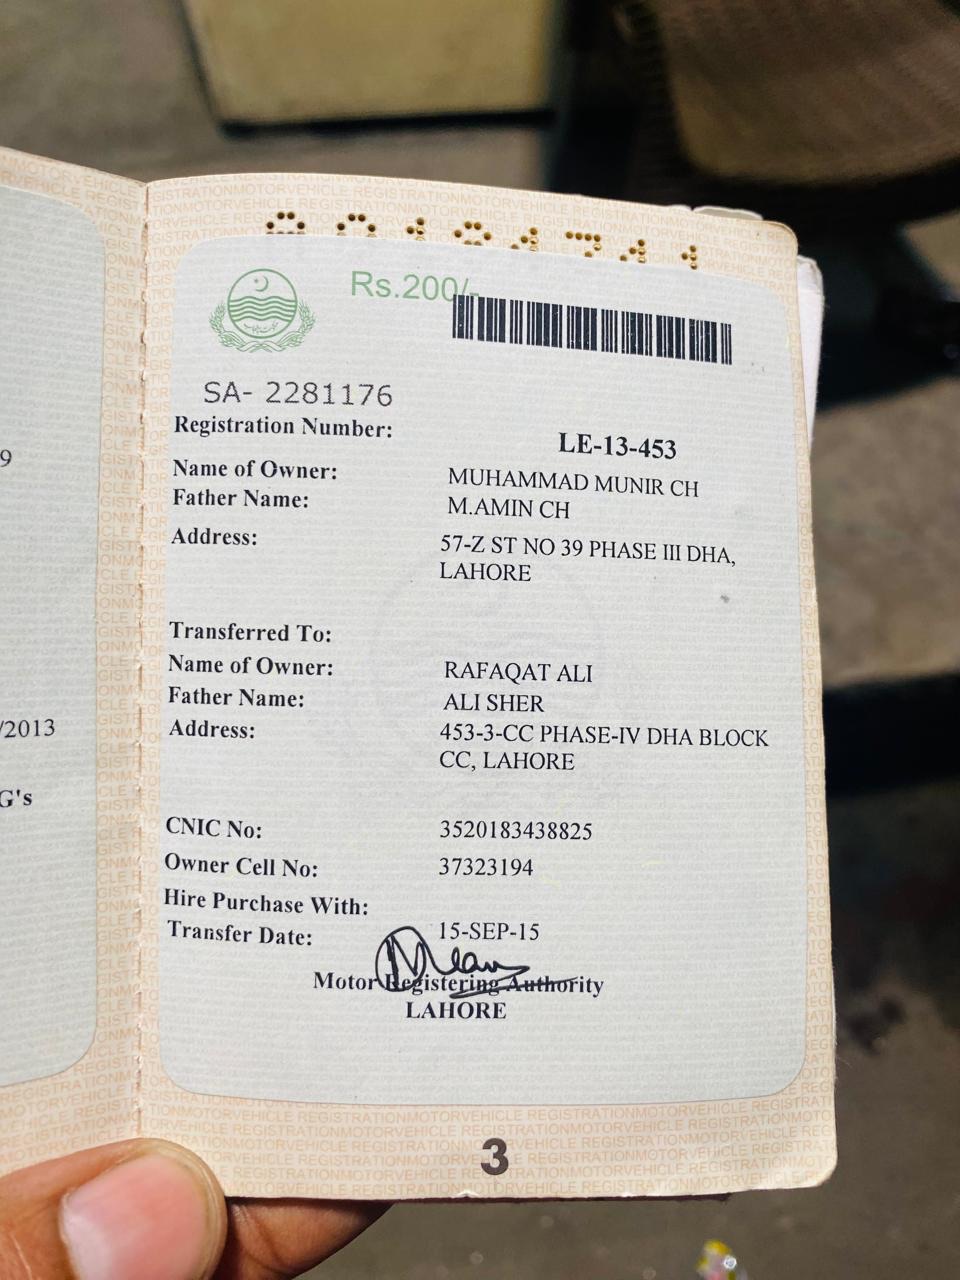 Rs.200/-
SA- 2281176
Registration Number: LE-13-453
Name of Owner: MUHAMMAD MUNIR CH
Father Name: M.AMIN CH
Address: 57-Z ST NO 39 PHASE III DHA,
LAHORE
Transferred To:
Name of Owner: RAFAQAT ALI
Father Name: ALI SHER
Address: 453-3-CC PHASE-IV DHA BLOCK
CC, LAHORE
CNIC No: 3520183438825
Owner Cell No: 37323194
Hire Purchase With:
Transfer Date: 15-SEP-15
Motor Registering Authority
LAHORE
3
9
/2013
G's